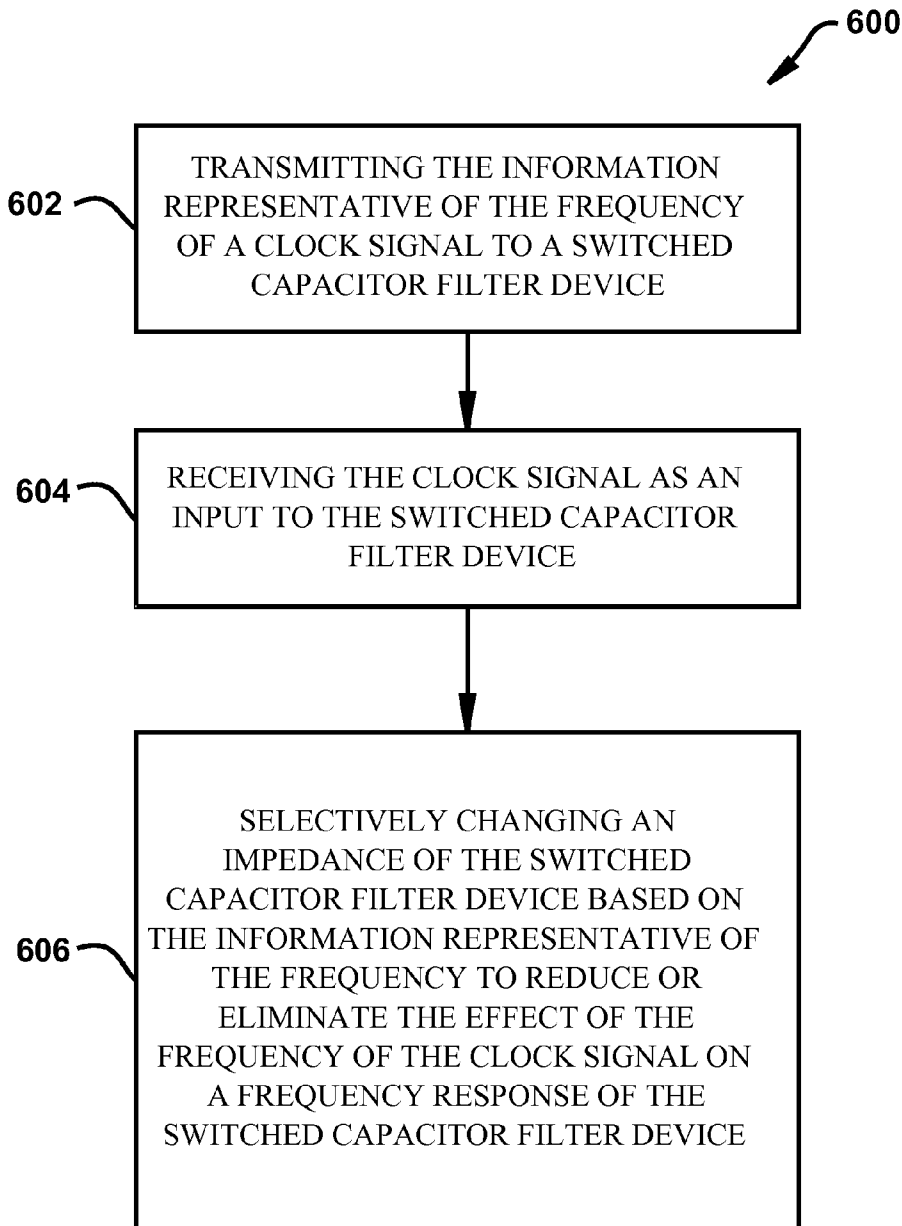 600
602
TRANSMITTING THE INFORMATION
REPRESENTATIVE OF THE FREQUENCY
OF A CLOCK SIGNAL TO A SWITCHED
CAPACITOR FILTER DEVICE
604
RECEIVING THE CLOCK SIGNAL AS AN
INPUT TO THE SWITCHED CAPACITOR
FILTER DEVICE
606
SELECTIVELY CHANGING AN
IMPEDANCE OF THE SWITCHED
CAPACITOR FILTER DEVICE BASED ON
THE INFORMATION REPRESENTATIVE OF
THE FREQUENCY TO REDUCE OR
ELIMINATE THE EFFECT OF THE
FREQUENCY OF THE CLOCK SIGNAL ON
A FREQUENCY RESPONSE OF THE
SWITCHED CAPACITOR FILTER DEVICE